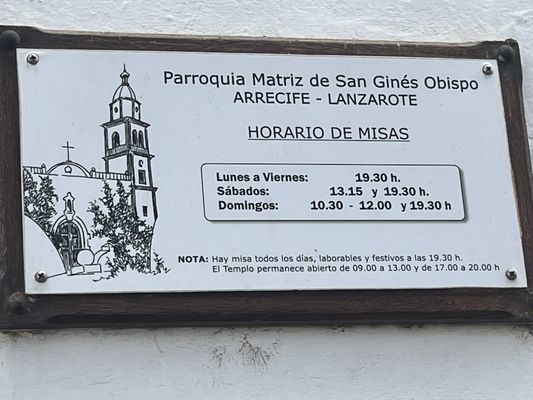 Parroquia Matriz de San Ginés Obispo
ARRECIFE - LANZAROTE
HORARIO DE MISAS
Lunes a Viernes: 19.30 h.
Sábados: 13.15 y 19.30 h.
Domingos: 10.30 - 12.00 y 19.30 h
NOTA: Hay misa todos los días, laborables y festivos a las 19.30 h.
El Templo permanece abierto de 09.00 a 13.00 y de 17.00 a 20.00 h